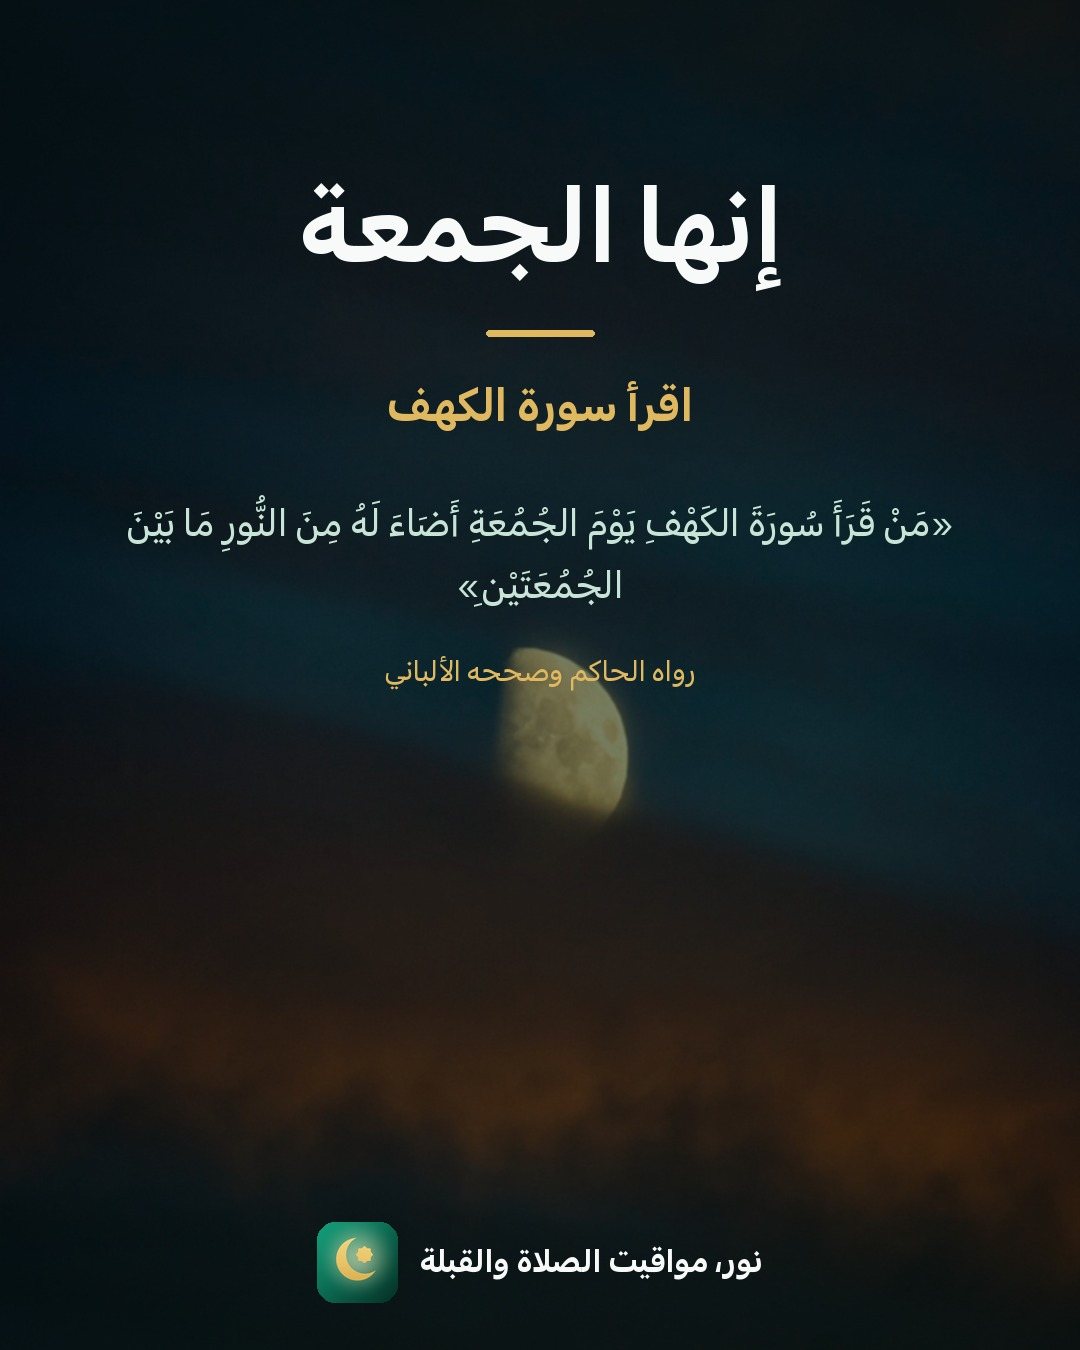 إنها الجمعة
اقرأ سورة الكهف
«مَنْ قَرَأَ سُورَةَ الكَهْفِ يَوْمَ الجُمُعَةِ أَضَاءَ لَهُ مِنَ النُّورِ مَا بَيْنَ
الجُمُعَتَيْنِ»
رواه الحاكم وصححه الألباني
نور، مواقيت الصلاة والقبلة